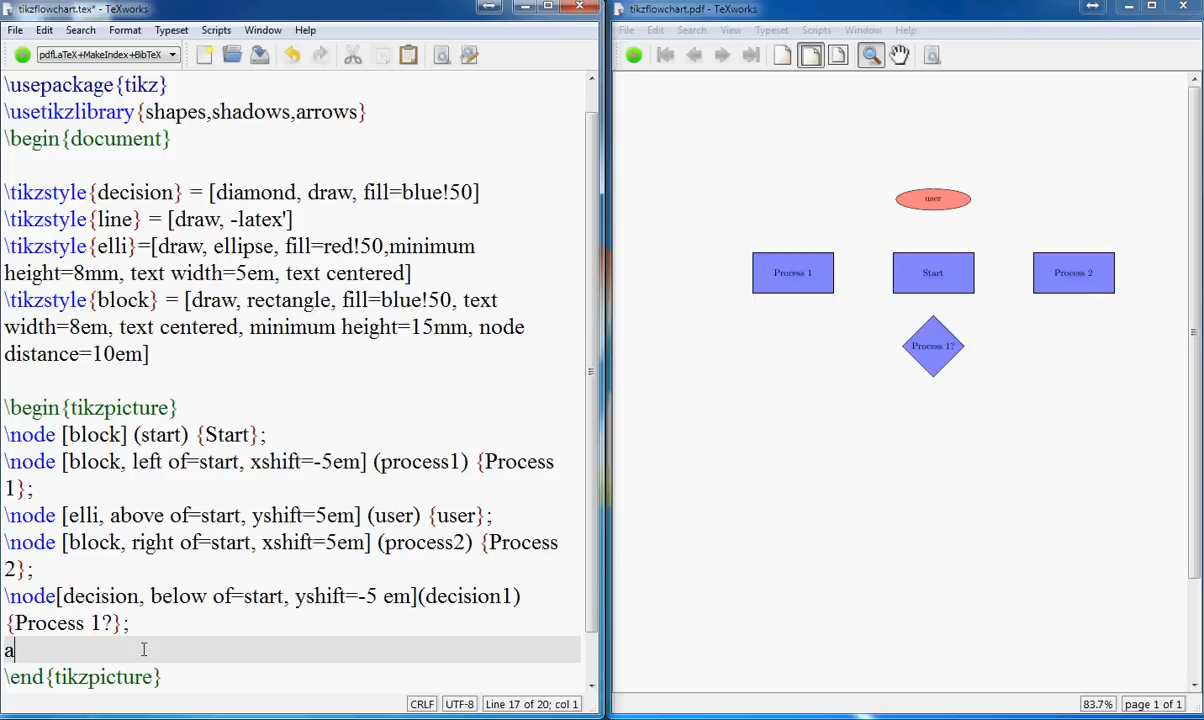 tikzflowchart.tex* - TeXworks
File Edit Search Format Typeset Scripts Window Help
pdfLaTeX+MakeIndex+BibTeX
\usepackage{tikz}
\usetikzlibrary{shapes,shadows,arrows}
\begin{document}
\tikzstyle{decision} = [diamond, draw, fill=blue!50]
\tikzstyle{line} = [draw, -latex']
\tikzstyle{elli}=[draw, ellipse, fill=red!50,minimum
height=8mm, text width=5em, text centered]
\tikzstyle{block} = [draw, rectangle, fill=blue!50, text
width=8em, text centered, minimum height=15mm, node
distance=10em]
\begin{tikzpicture}
\node [block] (start) {Start};
\node [block, left of=start, xshift=-5em] (process1) {Process
1};
\node [elli, above of=start, yshift=5em] (user) {user};
\node [block, right of=start, xshift=5em] (process2) {Process
2};
\node[decision, below of=start, yshift=-5 em](decision1)
{Process 1?};
a
\end{tikzpicture}
CRLF UTF-8 Line 17 of 20; col 1
tikzflowchart.pdf - TeXworks
File Edit Search View Typeset Scripts Window Help
user
Process 1 Start Process 2
Process 1?
83.7% page 1 of 1